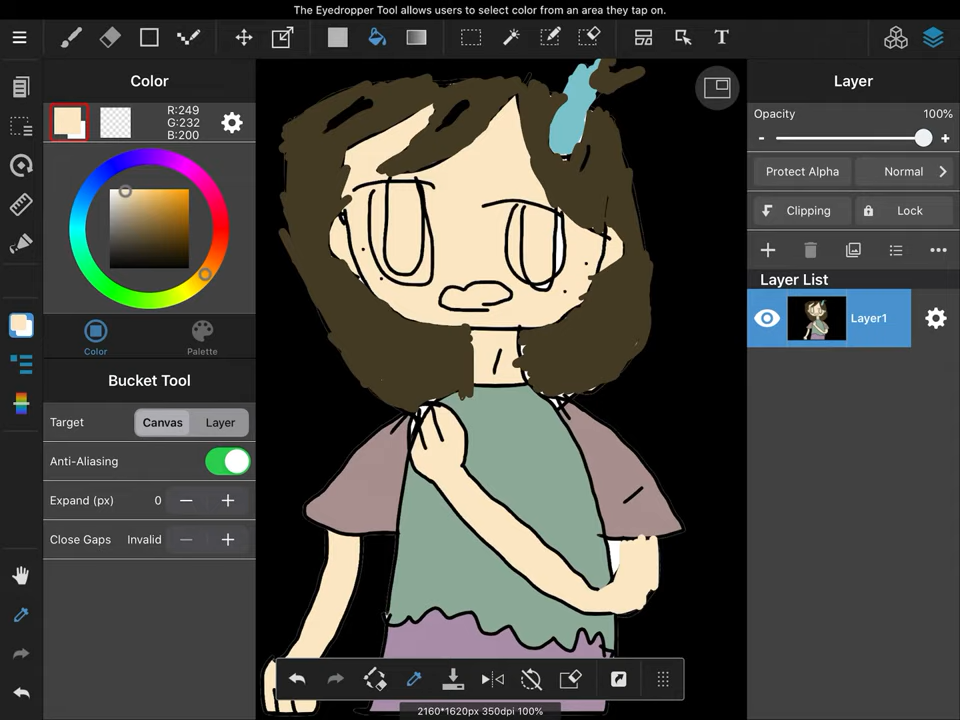 The Eyedropper Tool allows users to select color from an area they tap on.
T
Color
R:249
G:232
B:200
Color
Palette
Bucket Tool
Target Canvas Layer
Anti-Aliasing
Expand (px) 0 − +
Close Gaps Invalid − +
Layer
Opacity 100%
- +
Protect Alpha Normal
Clipping Lock
Layer List
Layer1
2160*1620px 350dpi 100%